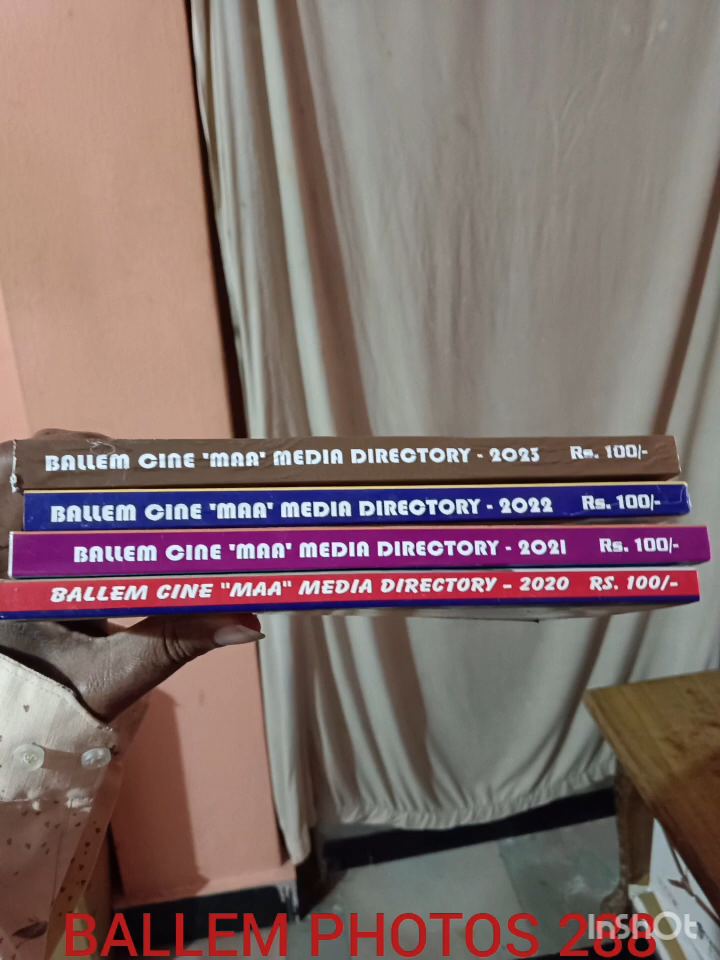 BALLEM CINE 'MAA' MEDIA DIRECTORY - 2023 Rs. 100/-
BALLEM CINE 'MAA' MEDIA DIRECTORY - 2022 Rs. 100/-
BALLEM CINE 'MAA' MEDIA DIRECTORY - 2021 Rs. 100/-
BALLEM CINE "MAA" MEDIA DIRECTORY - 2020 RS. 100/-
BALLEM PHOTOS 288
InShOt